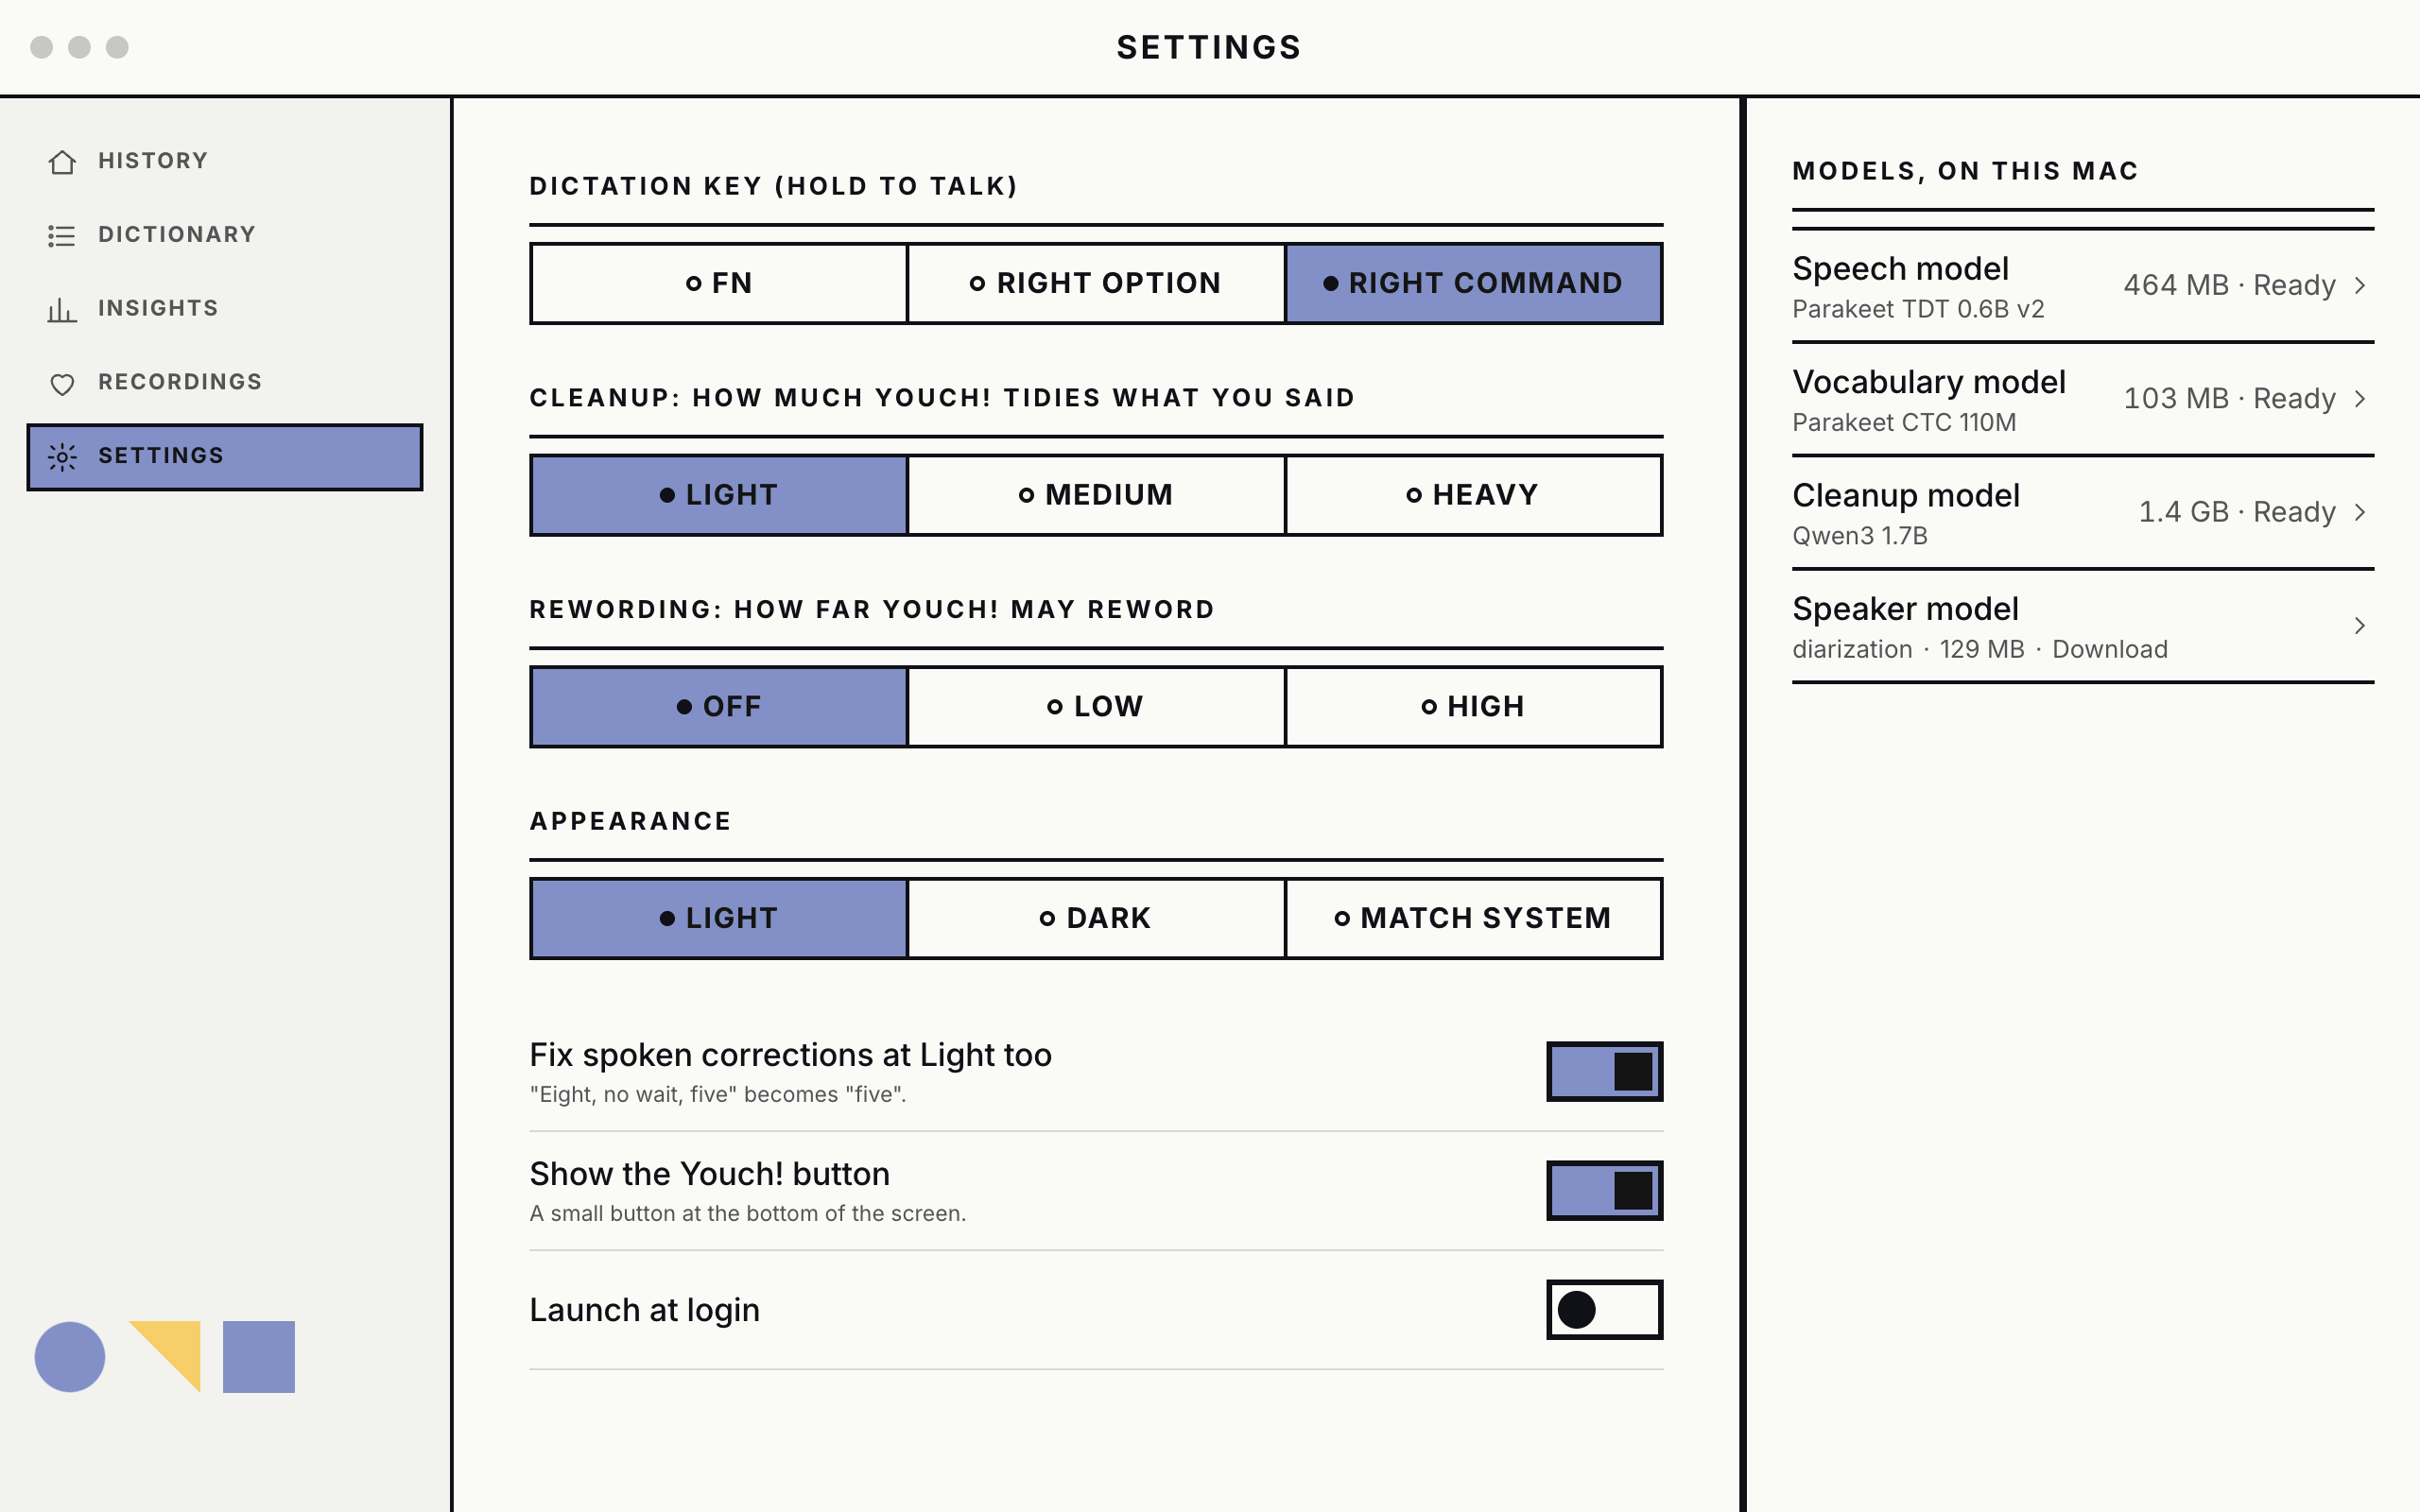 SETTINGS
HISTORY
DICTIONARY
INSIGHTS
RECORDINGS
SETTINGS
DICTATION KEY (HOLD TO TALK)
FN
RIGHT OPTION
RIGHT COMMAND
CLEANUP: HOW MUCH YOUCH! TIDIES WHAT YOU SAID
LIGHT
MEDIUM
HEAVY
REWORDING: HOW FAR YOUCH! MAY REWORD
OFF
LOW
HIGH
APPEARANCE
LIGHT
DARK
MATCH SYSTEM
Fix spoken corrections at Light too
"Eight, no wait, five" becomes "five".
Show the Youch! button
A small button at the bottom of the screen.
Launch at login
MODELS, ON THIS MAC
Speech model
464 MB · Ready
Parakeet TDT 0.6B v2
Vocabulary model
103 MB · Ready
Parakeet CTC 110M
Cleanup model
1.4 GB · Ready
Qwen3 1.7B
Speaker model
diarization · 129 MB · Download